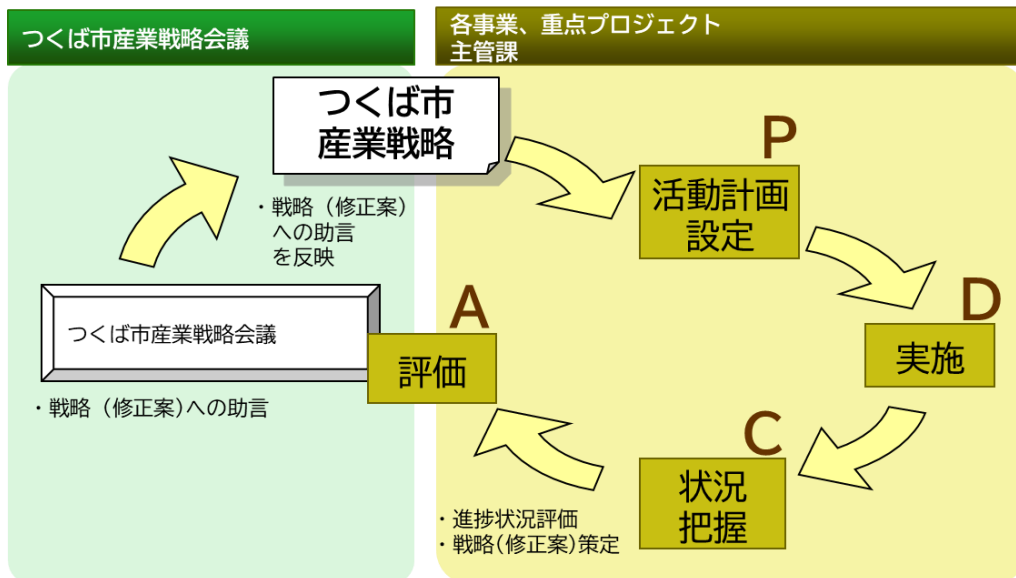 つくば市産業戦略会議
各事業、重点プロジェクト
主管課
つくば市
産業戦略
P
活動計画
設定
・戦略（修正案）
への助言
を反映
D
実施
つくば市産業戦略会議
A
評価
・戦略（修正案)への助言
C
状況
把握
・進捗状況評価
・戦略(修正案)策定